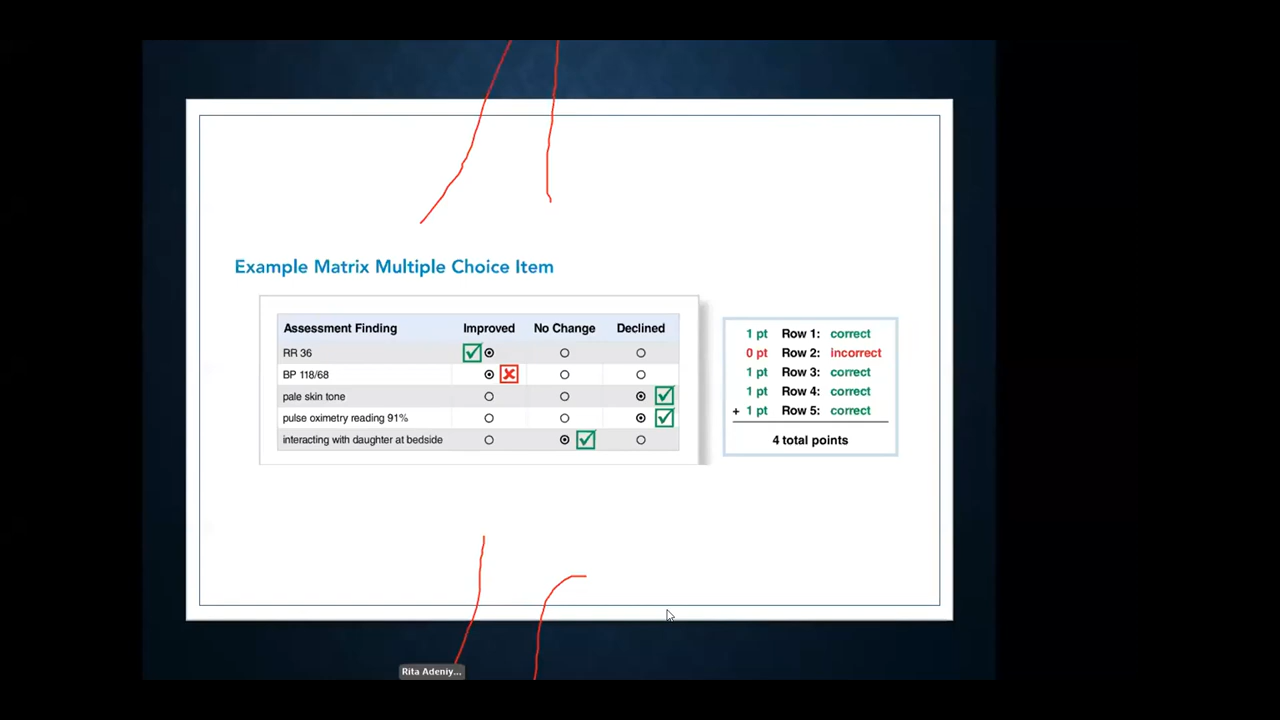 Example Matrix Multiple Choice Item
Assessment Finding Improved No Change Declined
RR 36
BP 118/68
pale skin tone
pulse oximetry reading 91%
interacting with daughter at bedside
1 pt Row 1: correct
0 pt Row 2: incorrect
1 pt Row 3: correct
1 pt Row 4: correct
+ 1 pt Row 5: correct
4 total points
Rita Adeniy...